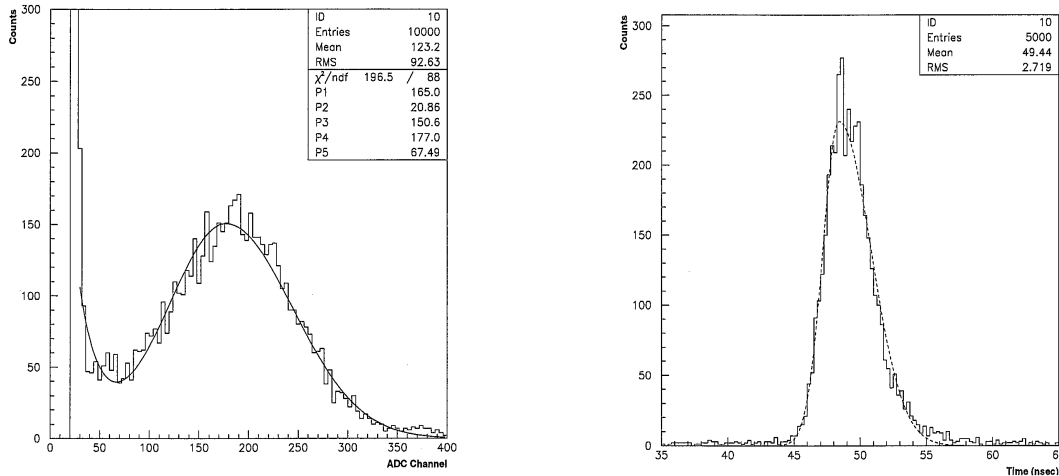 Counts
300
250
200
150
100
50
0
0 50 100 150 200 250 300 350 400
ADC Channel
ID 10
Entries 10000
Mean 123.2
RMS 92.63
χ²/ndf 196.5 / 88
P1 165.0
P2 20.86
P3 150.6
P4 177.0
P5 67.49
Counts
300
250
200
150
100
50
0
35 40 45 50 55 60 6
Time (nsec)
ID 10
Entries 5000
Mean 49.44
RMS 2.719